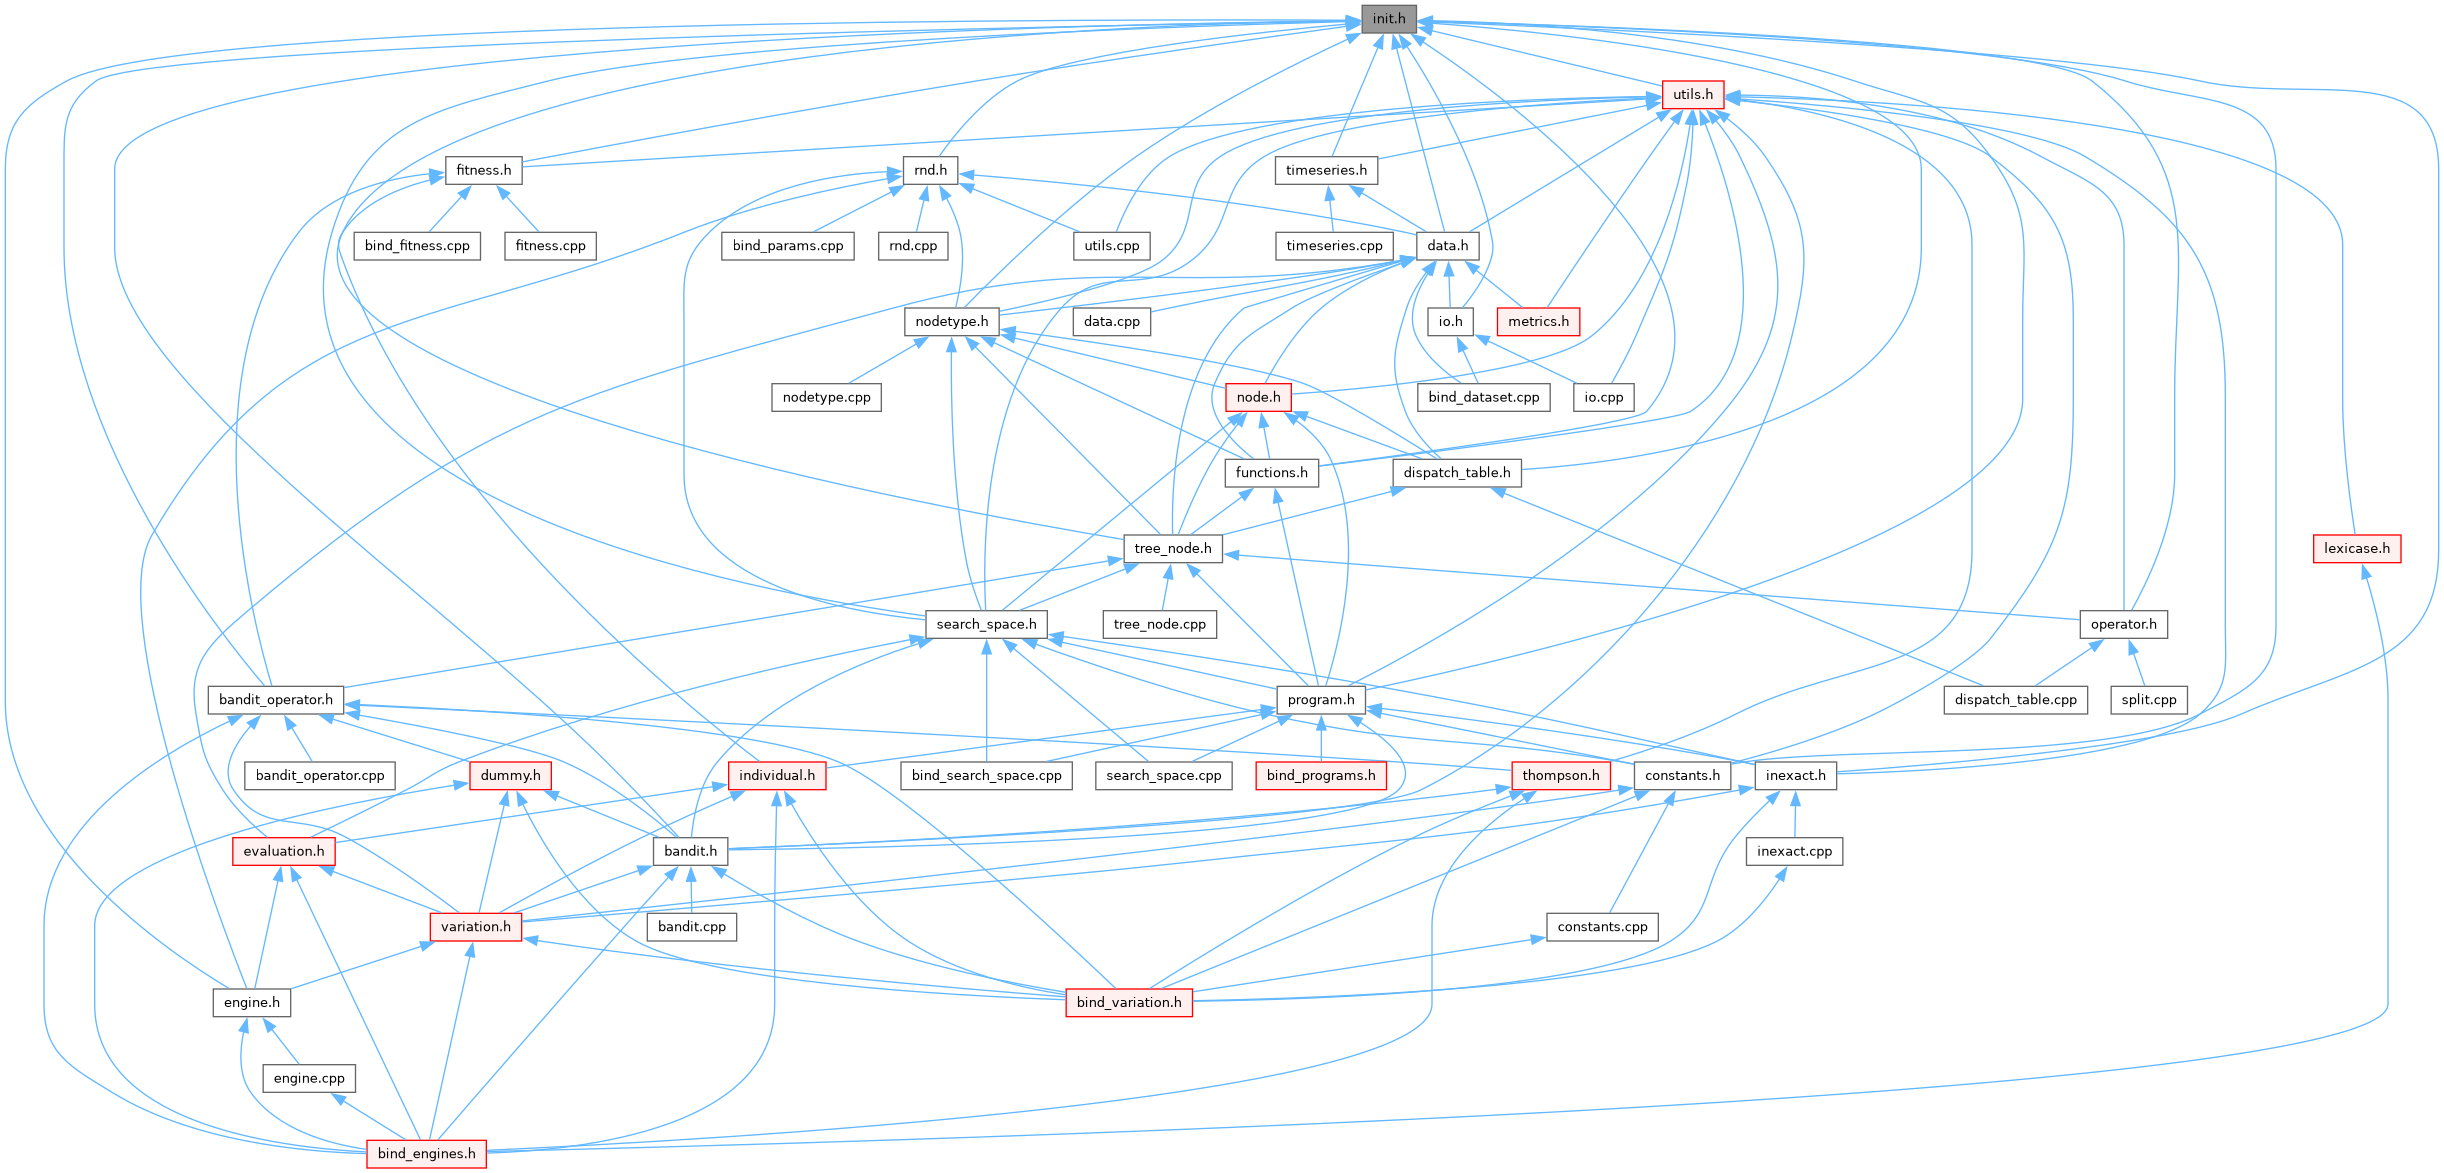 init.h
utils.h
fitness.h
rnd.h
timeseries.h
bind_fitness.cpp
fitness.cpp
bind_params.cpp
rnd.cpp
utils.cpp
timeseries.cpp
data.h
nodetype.h
data.cpp
io.h
metrics.h
nodetype.cpp
node.h
bind_dataset.cpp
io.cpp
functions.h
dispatch_table.h
tree_node.h
lexicase.h
search_space.h
tree_node.cpp
operator.h
bandit_operator.h
program.h
dispatch_table.cpp
split.cpp
bandit_operator.cpp
dummy.h
individual.h
bind_search_space.cpp
search_space.cpp
bind_programs.h
thompson.h
constants.h
inexact.h
evaluation.h
bandit.h
inexact.cpp
variation.h
bandit.cpp
constants.cpp
engine.h
bind_variation.h
engine.cpp
bind_engines.h